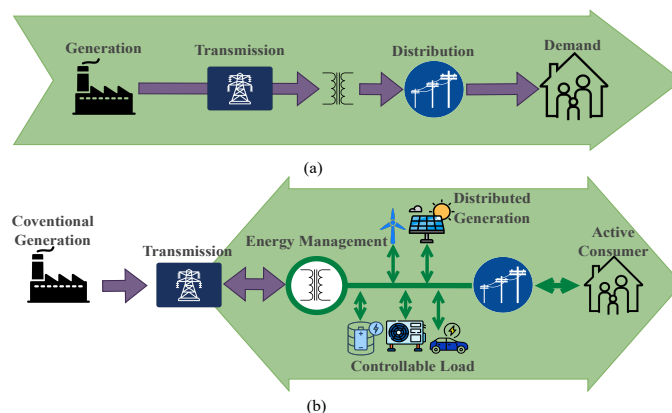 Generation
Transmission
Distribution
Demand
(a)
Coventional
Generation
Transmission
Energy Management
Distributed
Generation
Active
Consumer
Controllable Load
(b)